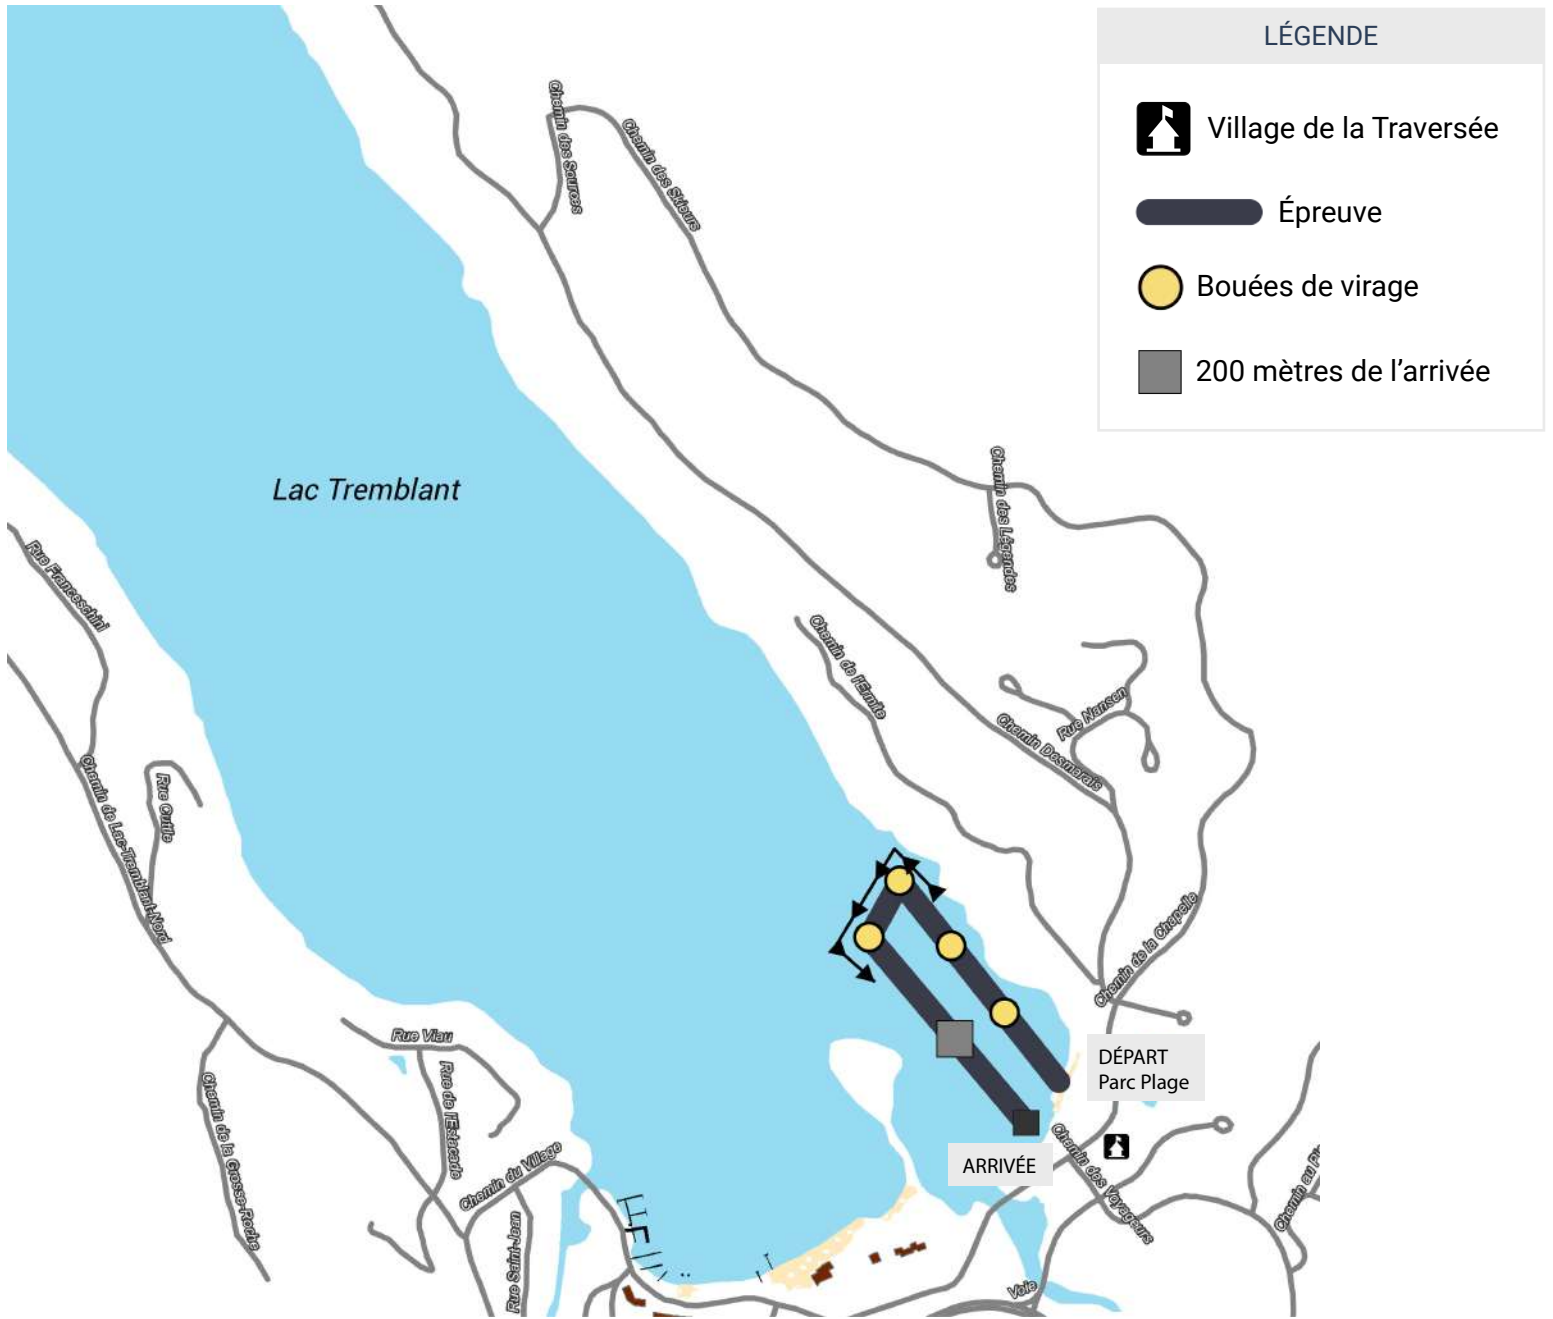 LÉGENDE
Village de la Traversée
Épreuve
Bouées de virage
200 mètres de l'arrivée
Chemin des Sources
Chemin des Skieurs
Lac Tremblant
Chemin des Légendes
Rue Franceschini
Chemin de l'Ermite
Rue Nansen
Chemin Desmarais
Chemin de Lac-Tremblant-Nord
Rue Cuttle
Chemin de la Chapelle
Rue Viau
DÉPART
Parc Plage
Rue de l'Estacade
Chemin de la Grosse-Roche
Chemin du Village
ARRIVÉE
Chemin des Voyageurs
Chemin au
Rue Saint-Jean
Voie